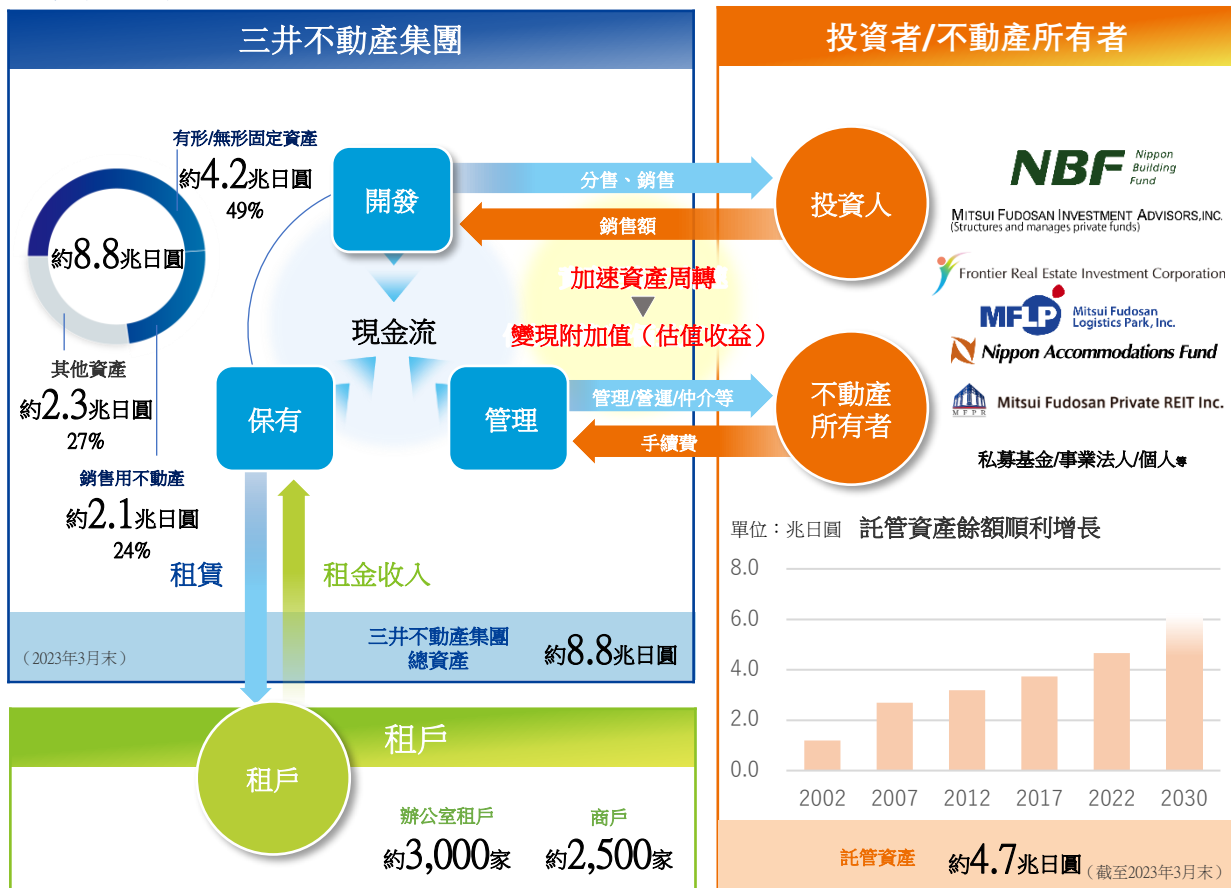 三井不動產集團
有形/無形固定資產
約4.2兆日圓
49%
約8.8兆日圓
其他資產
約2.3兆日圓
27%
銷售用不動產
約2.1兆日圓
24%
開發
現金流
保有
管理
分售、銷售
銷售額
加速資產周轉
變現附加值（估值收益）
管理/營運/仲介等
手續費
租賃
租金收入
（2023年3月末）
三井不動產集團
總資產
約8.8兆日圓
投資者/不動產所有者
投資人
不動產
所有者
NBF Nippon
Building
Fund
MITSUI FUDOSAN INVESTMENT ADVISORS,INC.
(Structures and manages private funds)
Frontier Real Estate Investment Corporation
MFLP Mitsui Fudosan
Logistics Park, Inc.
Nippon Accommodations Fund
MFPR Mitsui Fudosan Private REIT Inc.
私募基金/事業法人/個人等
單位：兆日圓 託管資產餘額順利增長
8.0
6.0
4.0
2.0
0.0
2002 2007 2012 2017 2022 2030
託管資產 約4.7兆日圓（截至2023年3月末）
租戶
租戶
辦公室租戶
約3,000家
商戶
約2,500家